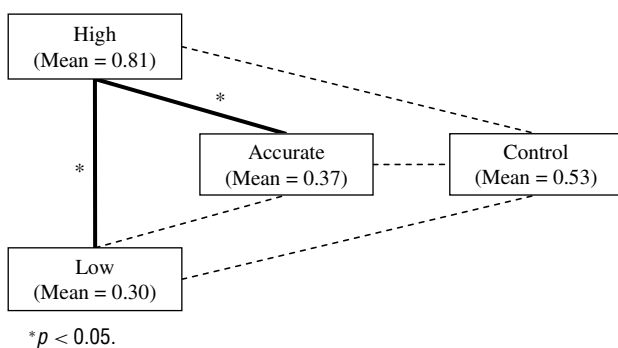 High
(Mean = 0.81)
*
*
Accurate
(Mean = 0.37)
Control
(Mean = 0.53)
Low
(Mean = 0.30)
*p < 0.05.